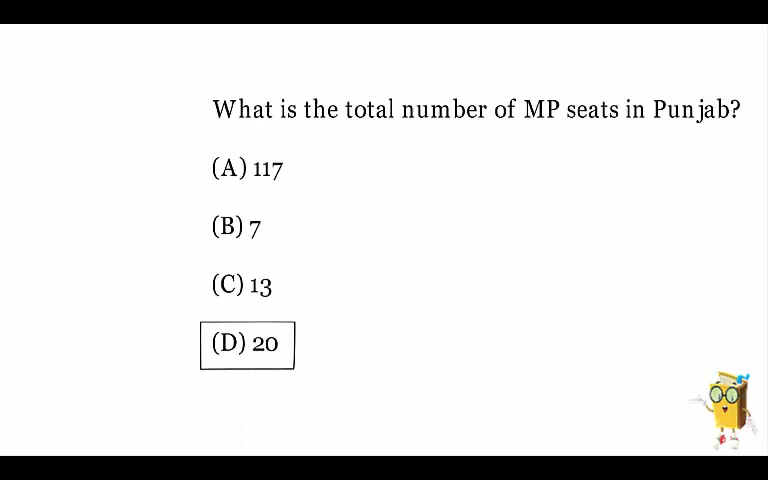 What is the total number of MP seats in Punjab?
(A) 117
(B) 7
(C) 13
(D) 20